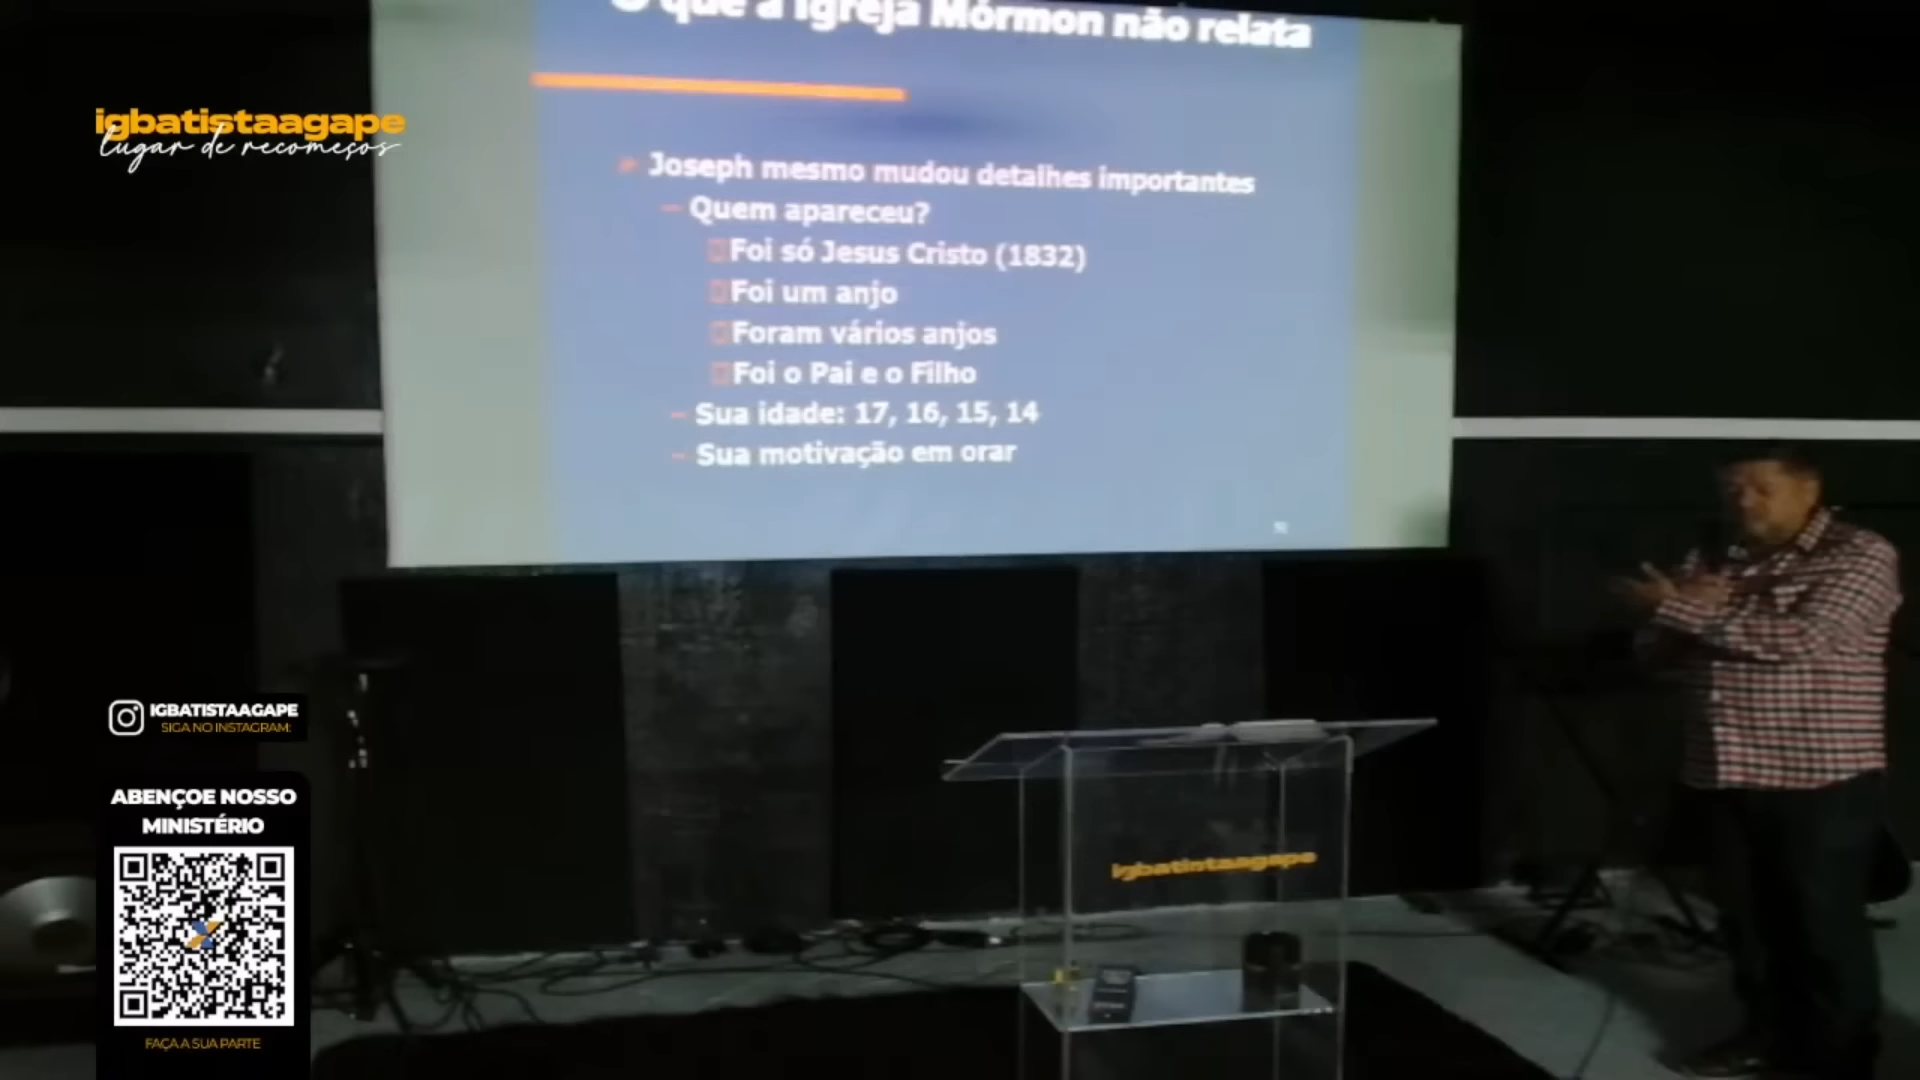 O que a Igreja Mórmon não relata
igbatistaagape
lugar de recomeços
Joseph mesmo mudou detalhes importantes
– Quem apareceu?
Foi só Jesus Cristo (1832)
Foi um anjo
Foram vários anjos
Foi o Pai e o Filho
– Sua idade: 17, 16, 15, 14
– Sua motivação em orar
IGBATISTAAGAPE
SIGA NO INSTAGRAM:
ABENÇOE NOSSO
MINISTÉRIO
FAÇA A SUA PARTE
igbatistaagape